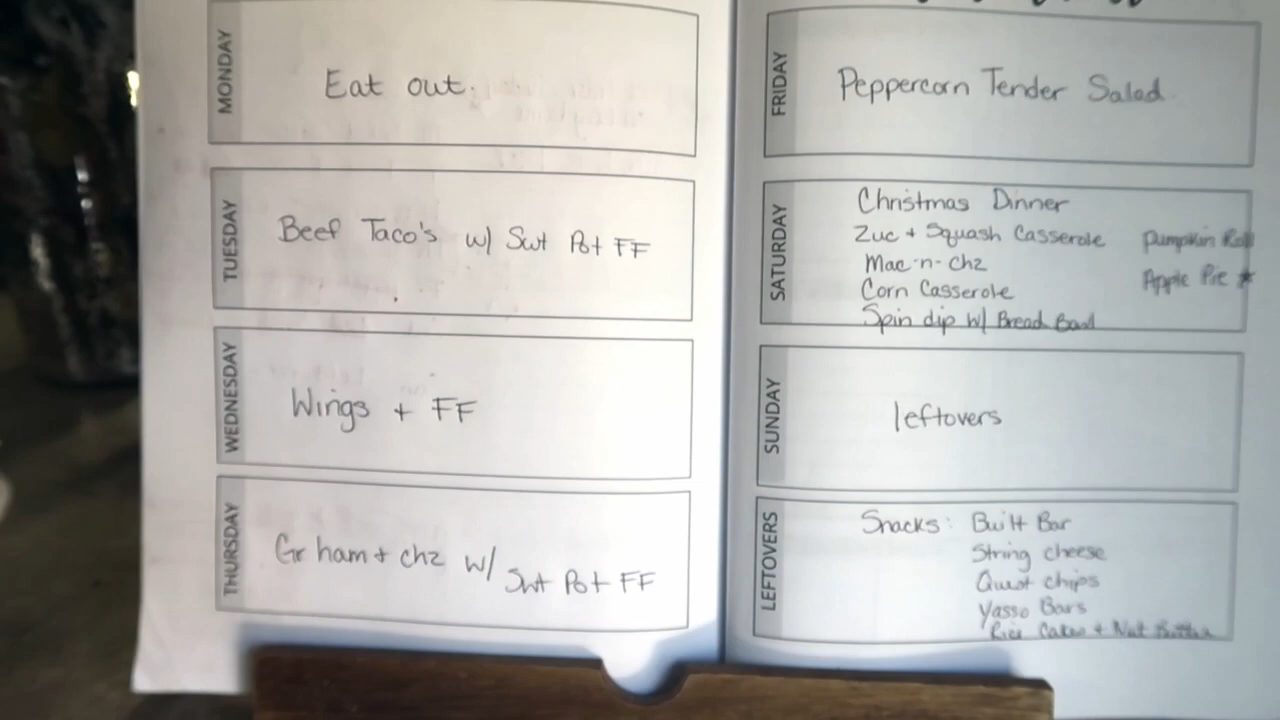 MONDAY
Eat out.
TUESDAY
Beef Taco's w/ Swt Pot FF
WEDNESDAY
Wings + FF
THURSDAY
Gr ham + chz w/
Swt Pot FF
FRIDAY
Peppercorn Tender Salad
SATURDAY
Christmas Dinner
Zuc + Squash Casserole
Mac-n-chz
Corn Casserole
Spin dip w/ Bread Bowl
Pumpkin Roll
Apple Pie *
SUNDAY
leftovers
LEFTOVERS
Snacks: Built Bar
String cheese
Quest chips
Yasso Bars
Rice Cakes + Nut Butter